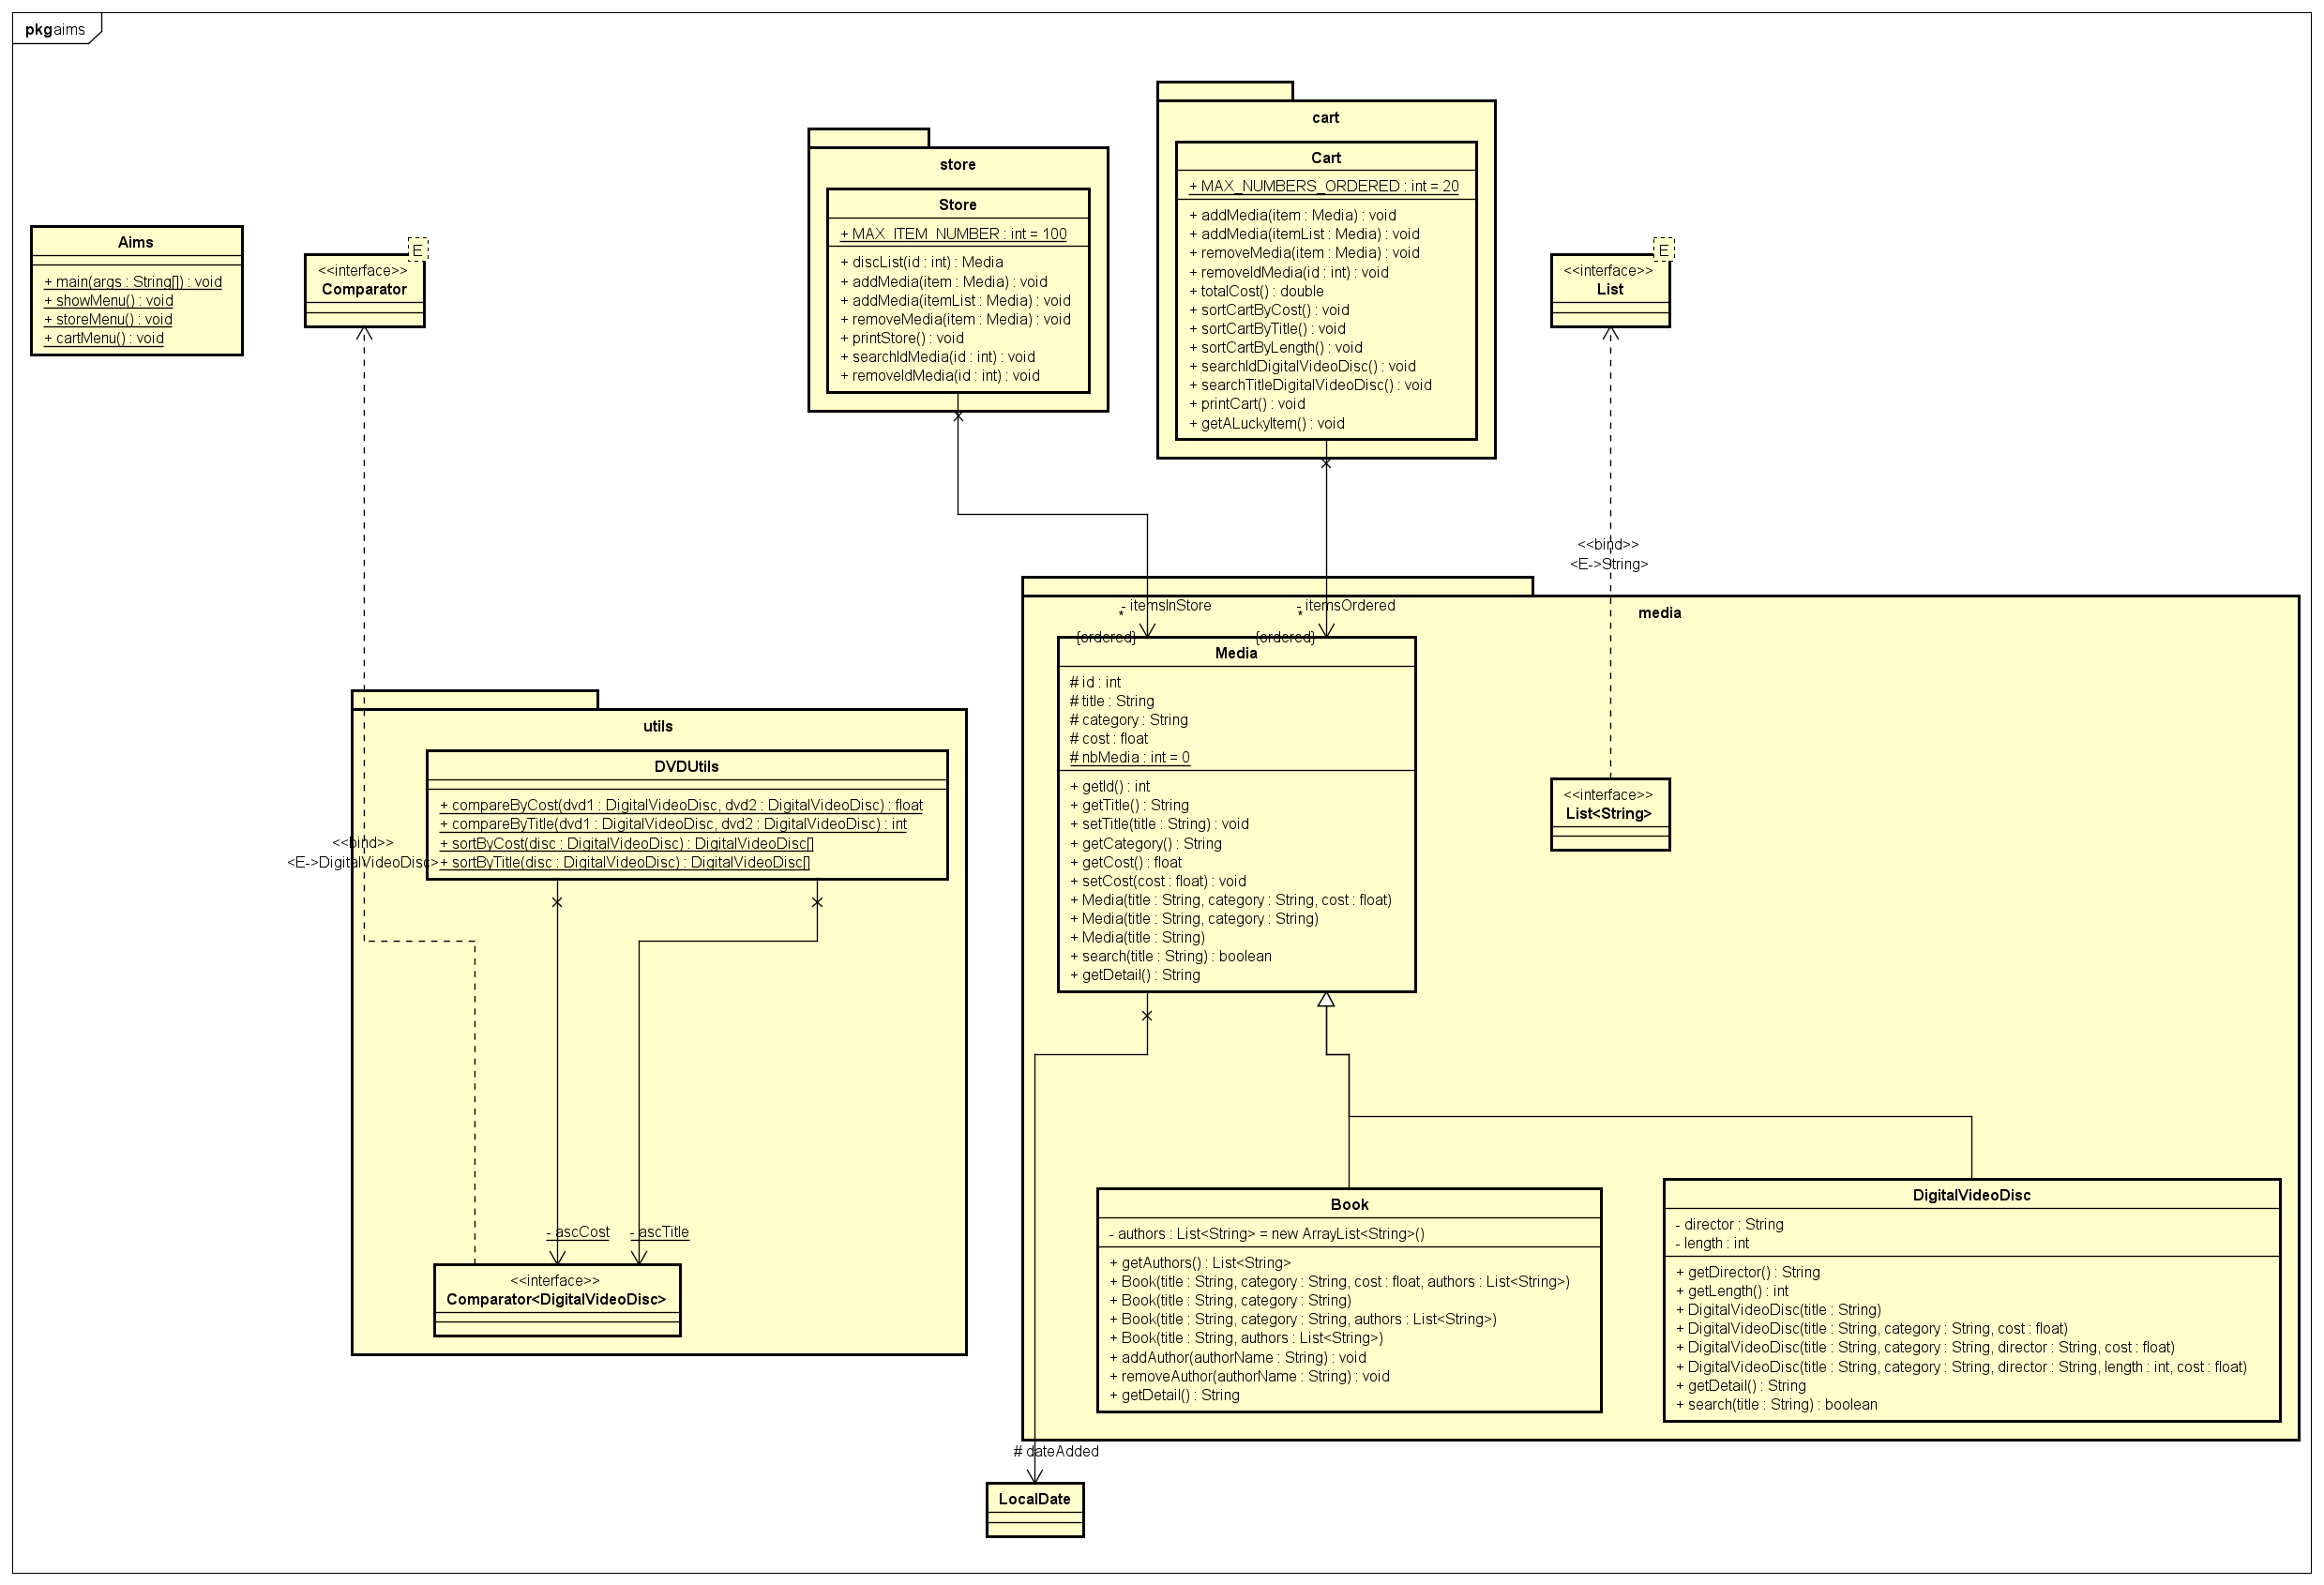 pkg aims
Aims
+ main(args : String[]) : void
+ showMenu() : void
+ storeMenu() : void
+ cartMenu() : void
E
<<interface>>
Comparator
store
Store
+ MAX_ITEM_NUMBER : int = 100
+ discList(id : int) : Media
+ addMedia(item : Media) : void
+ addMedia(itemList : Media) : void
+ removeMedia(item : Media) : void
+ printStore() : void
+ searchIdMedia(id : int) : void
+ removeIdMedia(id : int) : void
cart
Cart
+ MAX_NUMBERS_ORDERED : int = 20
+ addMedia(item : Media) : void
+ addMedia(itemList : Media) : void
+ removeMedia(item : Media) : void
+ removeIdMedia(id : int) : void
+ totalCost() : double
+ sortCartByCost() : void
+ sortCartByTitle() : void
+ sortCartByLength() : void
+ searchIdDigitalVideoDisc() : void
+ searchTitleDigitalVideoDisc() : void
+ printCart() : void
+ getALuckyItem() : void
E
<<interface>>
List
<<bind>>
<E->String>
media
- itemsInStore
*
{ordered}
- itemsOrdered
*
{ordered}
Media
# id : int
# title : String
# category : String
# cost : float
# nbMedia : int = 0
+ getId() : int
+ getTitle() : String
+ setTitle(title : String) : void
+ getCategory() : String
+ getCost() : float
+ setCost(cost : float) : void
+ Media(title : String, category : String, cost : float)
+ Media(title : String, category : String)
+ Media(title : String)
+ search(title : String) : boolean
+ getDetail() : String
<<interface>>
List<String>
utils
DVDUtils
+ compareByCost(dvd1 : DigitalVideoDisc, dvd2 : DigitalVideoDisc) : float
+ compareByTitle(dvd1 : DigitalVideoDisc, dvd2 : DigitalVideoDisc) : int
+ sortByCost(disc : DigitalVideoDisc) : DigitalVideoDisc[]
+ sortByTitle(disc : DigitalVideoDisc) : DigitalVideoDisc[]
<<bind>>
<E->DigitalVideoDisc>
- ascCost
- ascTitle
<<interface>>
Comparator<DigitalVideoDisc>
Book
- authors : List<String> = new ArrayList<String>()
+ getAuthors() : List<String>
+ Book(title : String, category : String, cost : float, authors : List<String>)
+ Book(title : String, category : String)
+ Book(title : String, category : String, authors : List<String>)
+ Book(title : String, authors : List<String>)
+ addAuthor(authorName : String) : void
+ removeAuthor(authorName : String) : void
+ getDetail() : String
DigitalVideoDisc
- director : String
- length : int
+ getDirector() : String
+ getLength() : int
+ DigitalVideoDisc(title : String)
+ DigitalVideoDisc(title : String, category : String, cost : float)
+ DigitalVideoDisc(title : String, category : String, director : String, cost : float)
+ DigitalVideoDisc(title : String, category : String, director : String, length : int, cost : float)
+ getDetail() : String
+ search(title : String) : boolean
# dateAdded
LocalDate